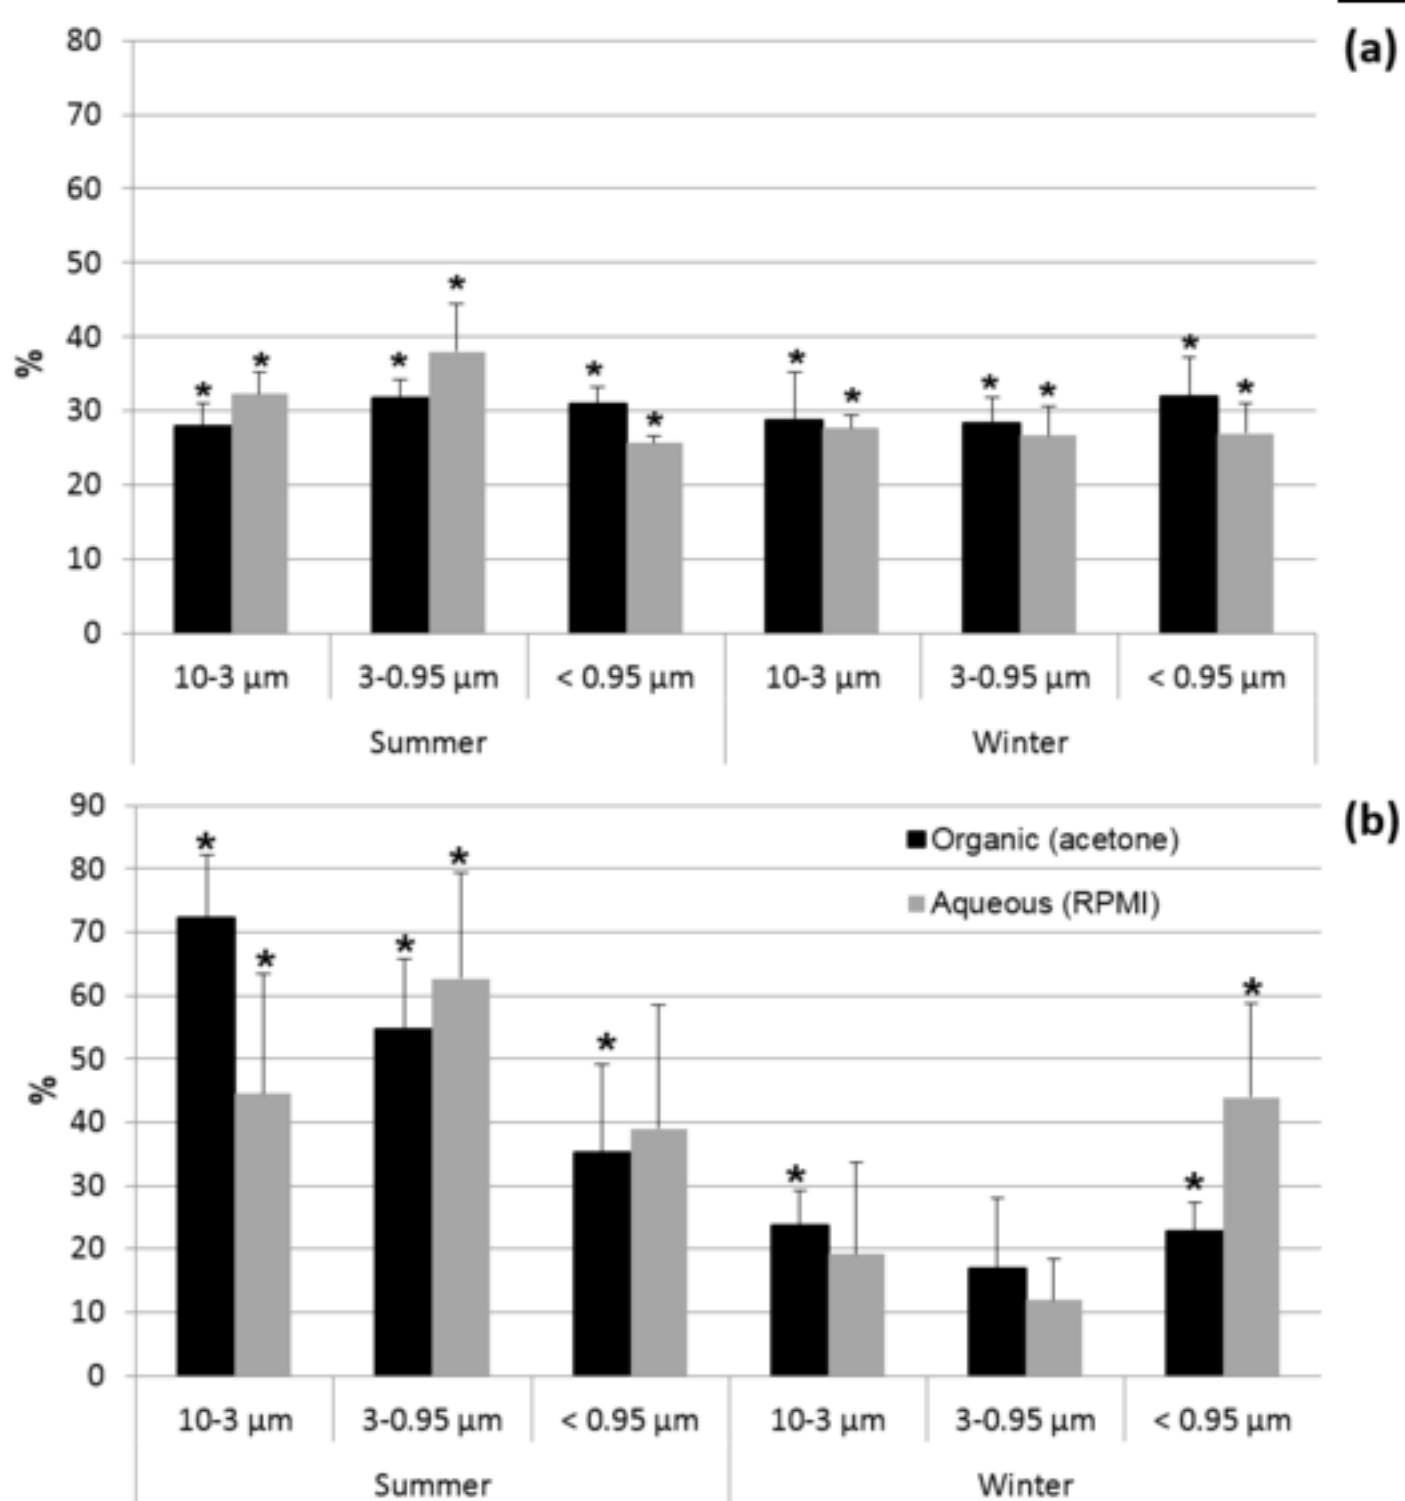 (a)
80
70
60
50
40
30
20
10
0
%
* * * * * * * * * * * *
10-3 μm 3-0.95 μm < 0.95 μm 10-3 μm 3-0.95 μm < 0.95 μm
Summer Winter
(b)
90
80
70
60
50
40
30
20
10
0
%
Organic (acetone)
Aqueous (RPMI)
* * * * * * * *
10-3 μm 3-0.95 μm < 0.95 μm 10-3 μm 3-0.95 μm < 0.95 μm
Summer Winter